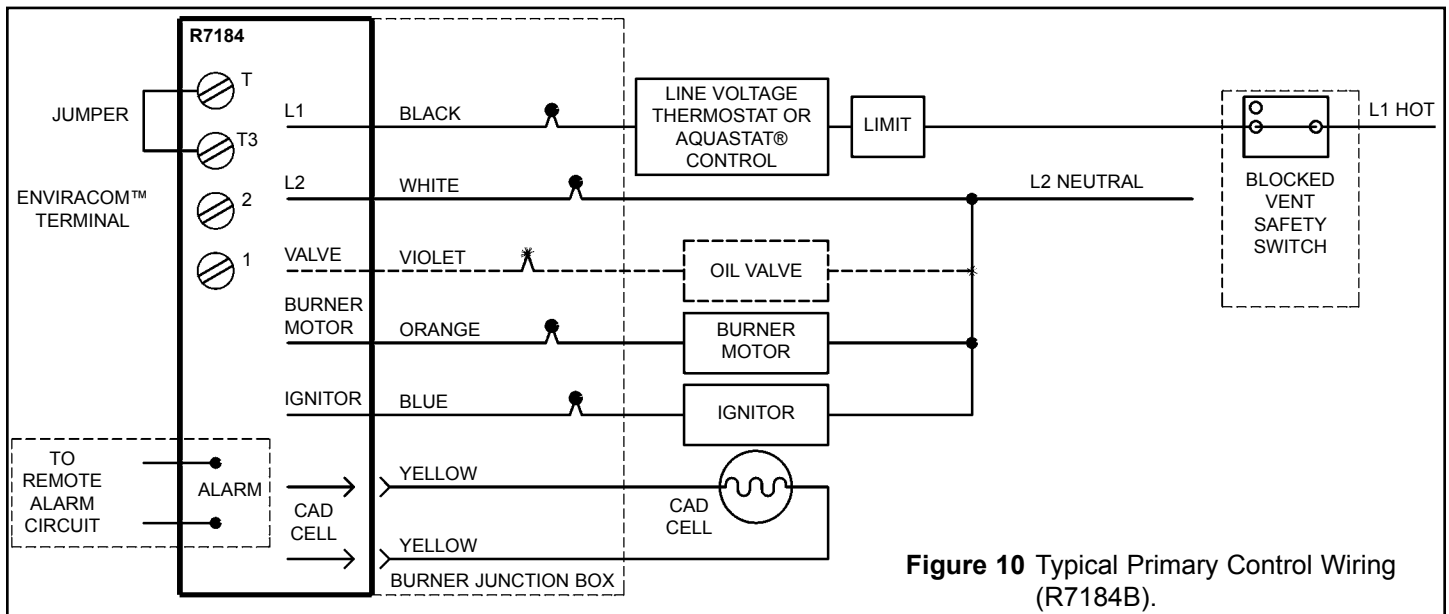 R7184
T
JUMPER
T3
ENVIRACOM™
TERMINAL
2
1
L1
BLACK
LINE VOLTAGE
THERMOSTAT OR
AQUASTAT®
CONTROL
LIMIT
L1 HOT
BLOCKED
VENT
SAFETY
SWITCH
L2
WHITE
L2 NEUTRAL
VALVE
VIOLET
OIL VALVE
BURNER
MOTOR
ORANGE
BURNER
MOTOR
IGNITOR
BLUE
IGNITOR
TO
REMOTE
ALARM
CIRCUIT
ALARM
CAD
CELL
YELLOW
CAD
CELL
YELLOW
BURNER JUNCTION BOX
Figure 10 Typical Primary Control Wiring
(R7184B).